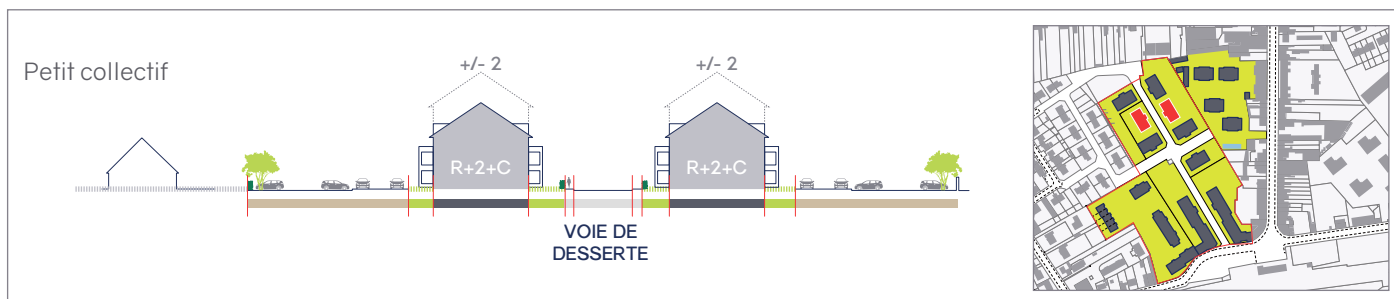 Petit collectif
+/- 2
+/- 2
R+2+C
R+2+C
VOIE DE
DESSERTE